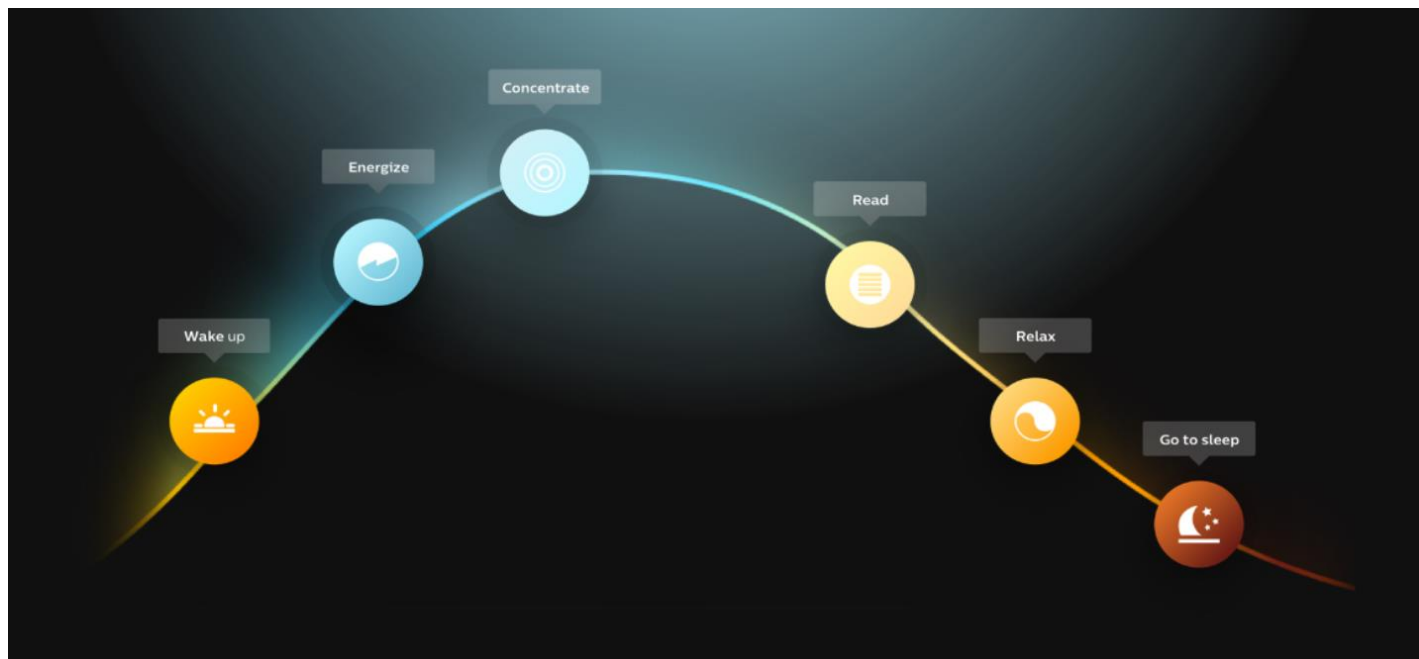 Wake up
Energize
Concentrate
Read
Relax
Go to sleep